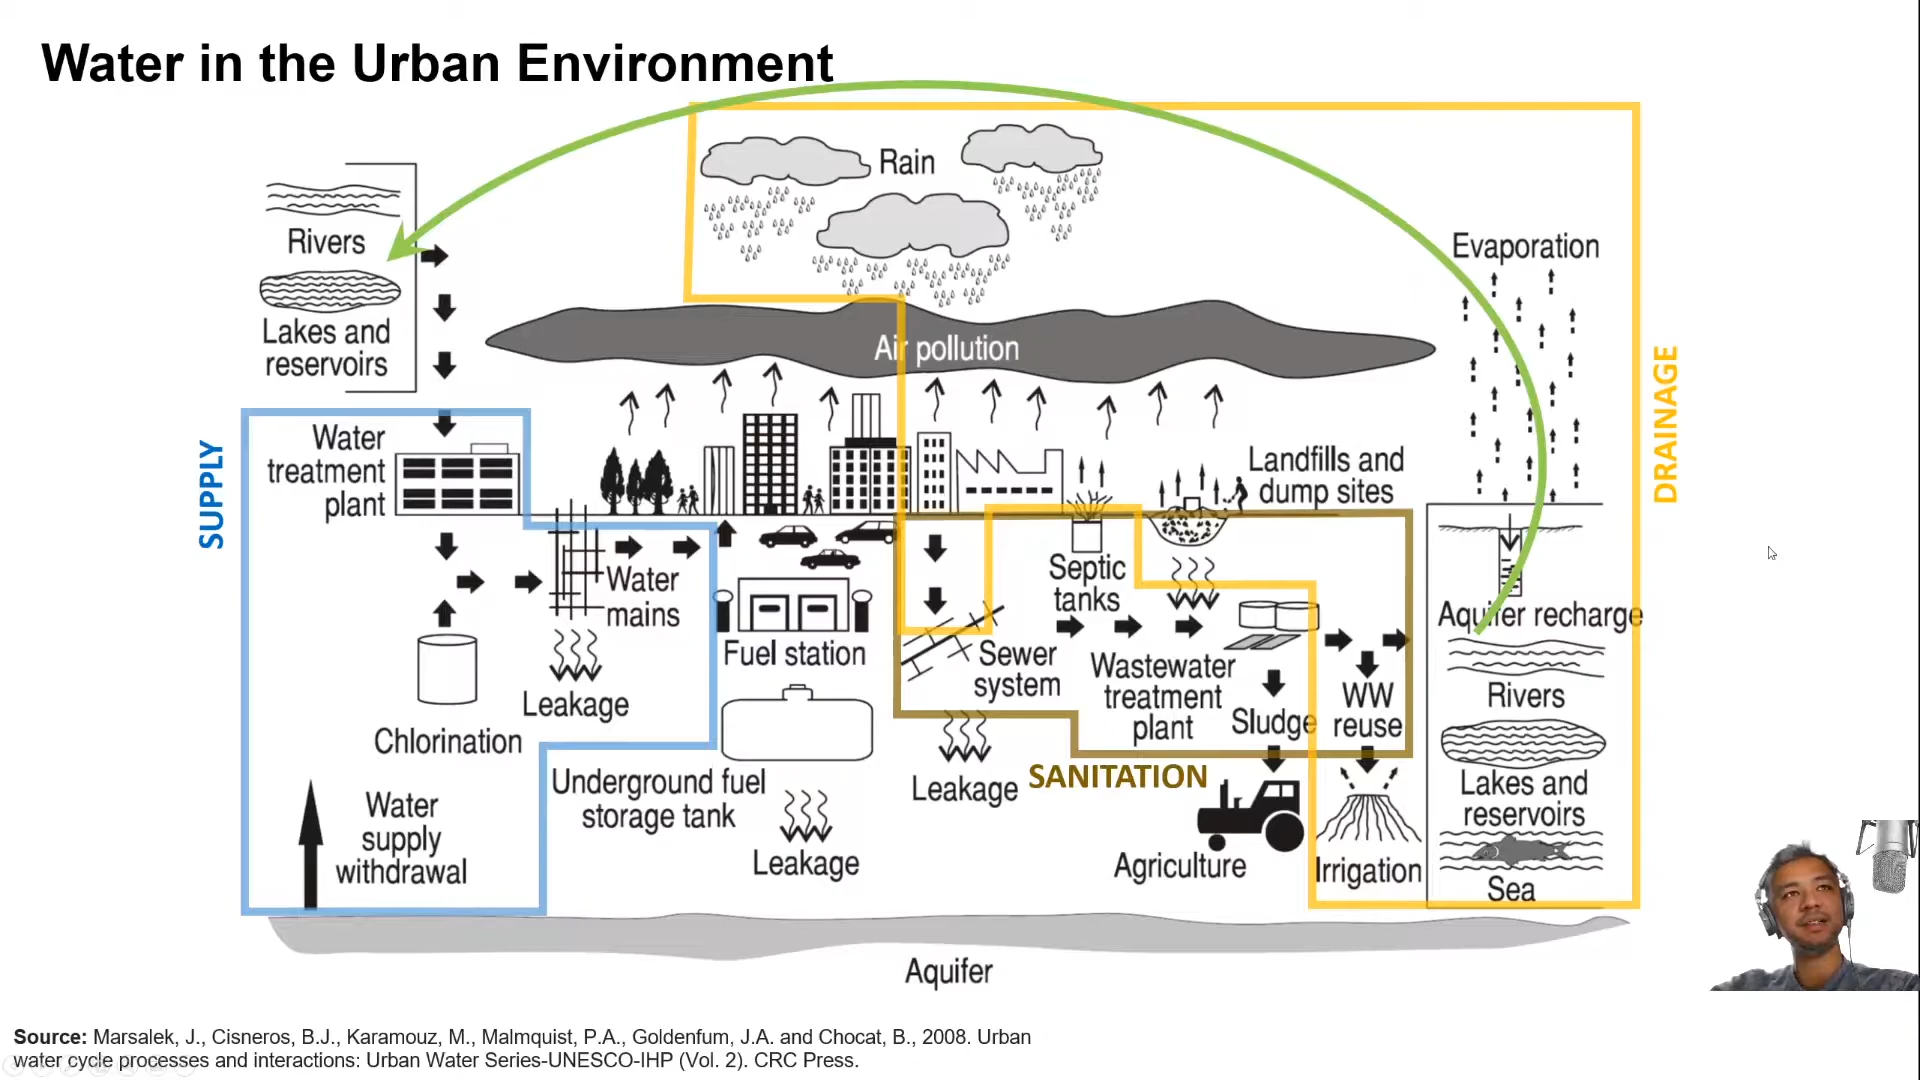 Water in the Urban Environment
Rain
Rivers
Lakes and
reservoirs
Evaporation
Air pollution
DRAINAGE
SUPPLY
Water
treatment
plant
Landfills and
dump sites
Water
mains
Septic
tanks
Aquifer recharge
Fuel station
Sewer
system
Wastewater
treatment
plant
Sludge
WW
reuse
Rivers
Leakage
Chlorination
Underground fuel
storage tank
Leakage
SANITATION
Lakes and
reservoirs
Water
supply
withdrawal
Leakage
Agriculture
Irrigation
Sea
Aquifer
Source: Marsalek, J., Cisneros, B.J., Karamouz, M., Malmquist, P.A., Goldenfum, J.A. and Chocat, B., 2008. Urban
water cycle processes and interactions: Urban Water Series-UNESCO-IHP (Vol. 2). CRC Press.